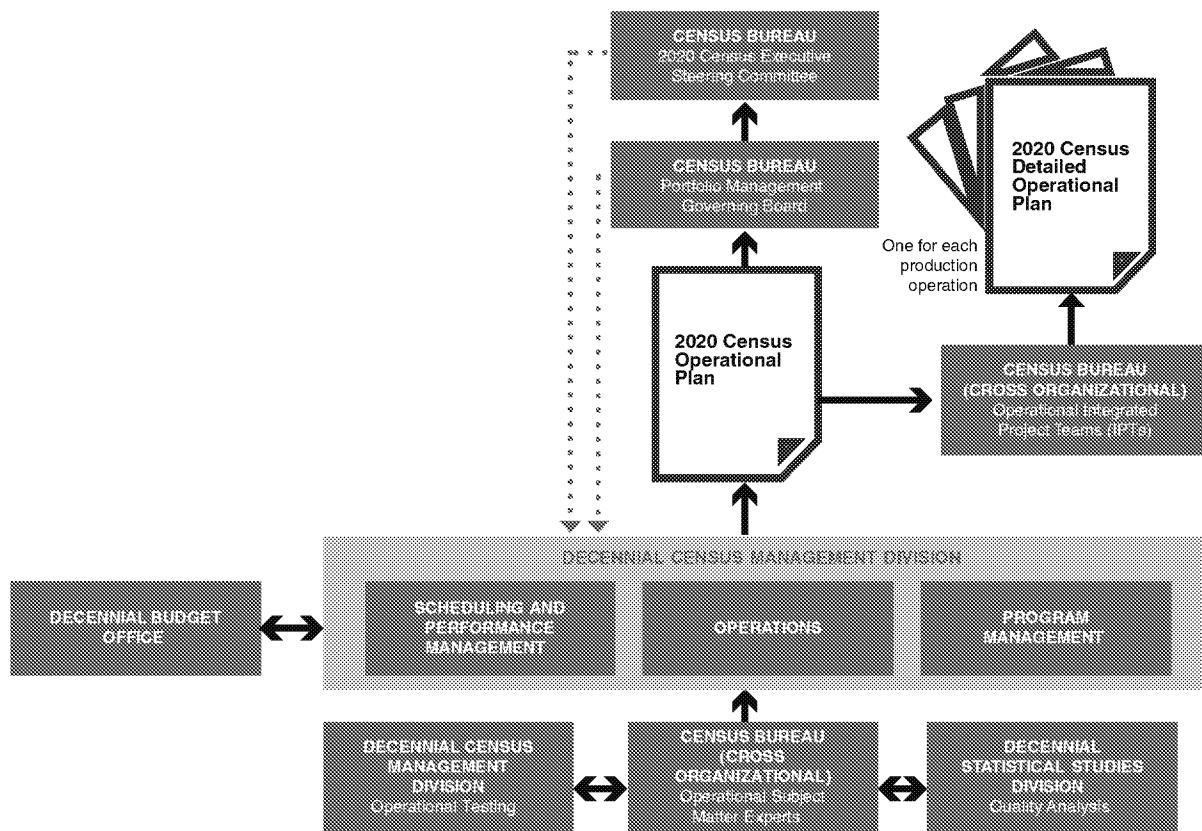 CENSUS BUREAU
2020 Census Executive
Steering Committee
CENSUS BUREAU
Portfolio Management
Governing Board
2020 Census
Detailed
Operational
Plan
One for each
production
operation
2020 Census
Operational
Plan
CENSUS BUREAU
(CROSS ORGANIZATIONAL)
Operational Integrated
Project Teams (IPTs)
DECENNIAL CENSUS MANAGEMENT DIVISION
DECENNIAL BUDGET
OFFICE
SCHEDULING AND
PERFORMANCE
MANAGEMENT
OPERATIONS
PROGRAM
MANAGEMENT
DECENNIAL CENSUS
MANAGEMENT
DIVISION
Operational Testing
CENSUS BUREAU
(CROSS
ORGANIZATIONAL)
Operational Subject
Matter Experts
DECENNIAL
STATISTICAL STUDIES
DIVISION
Quality Analysis